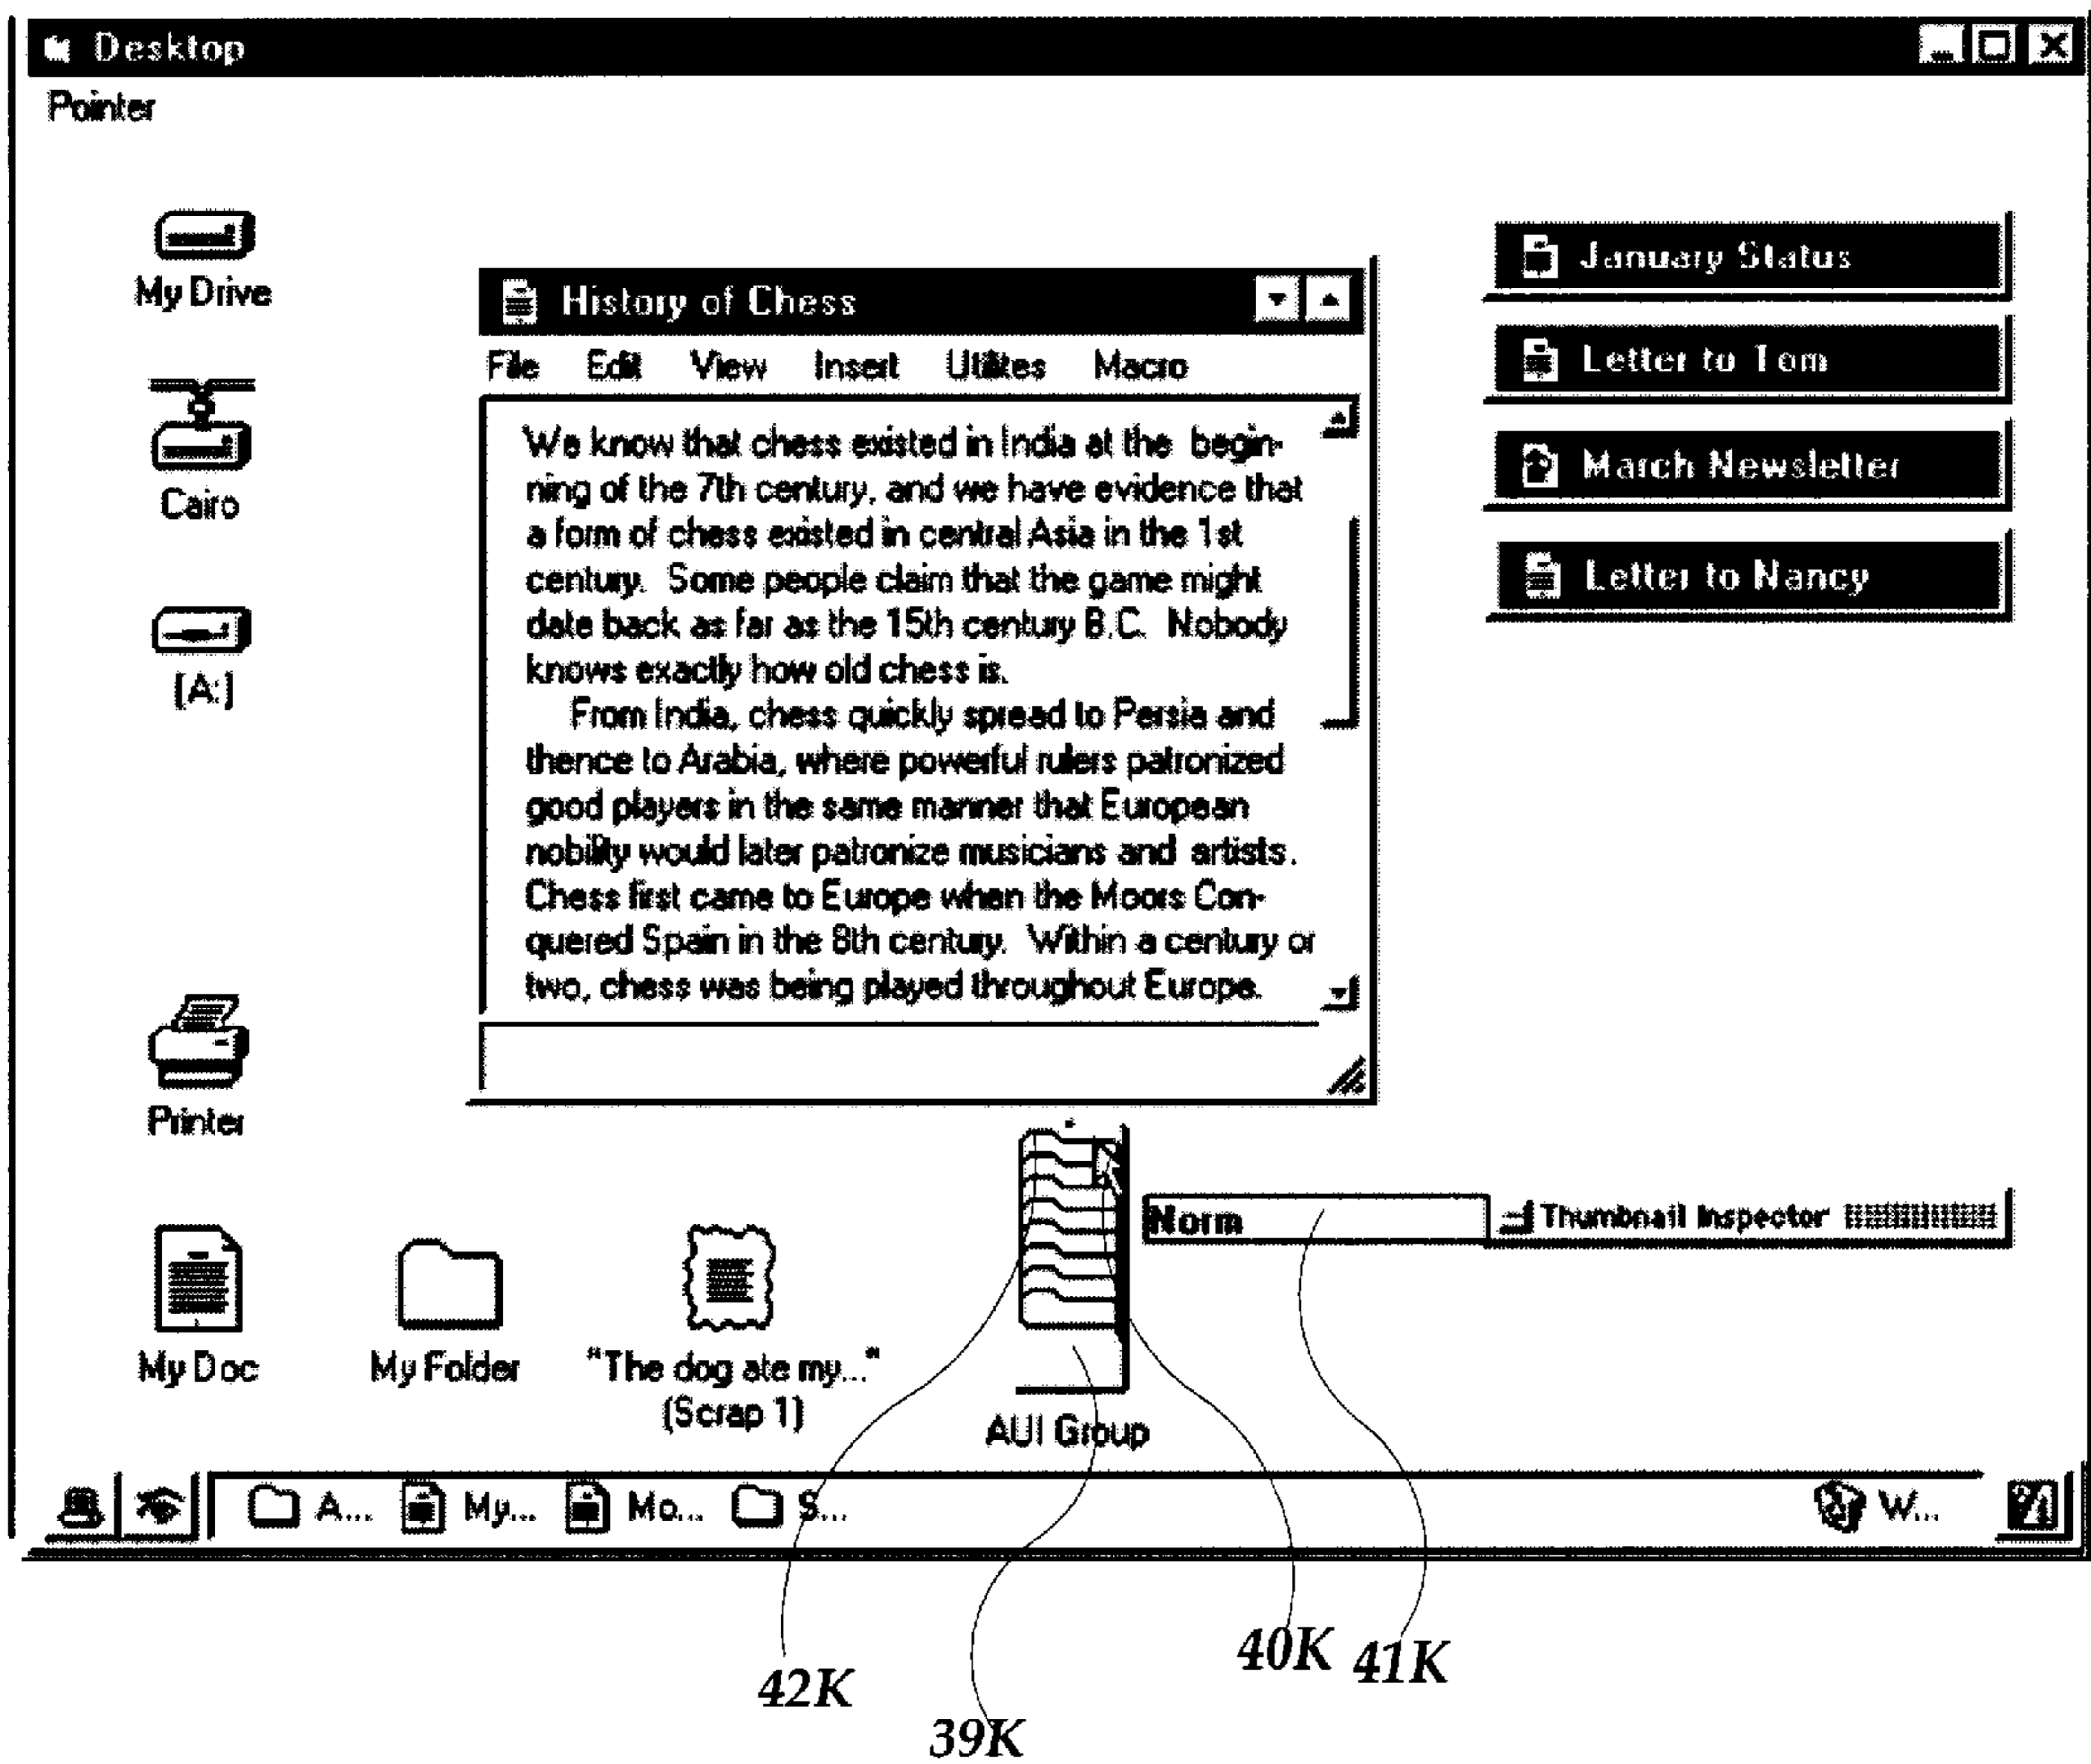 Desktop
Pointer
My Drive
Cairo
[A:]
Printer
History of Chess
File Edit View Insert Utilites Macro
We know that chess existed in India at the begin-
ning of the 7th century, and we have evidence that
a form of chess existed in central Asia in the 1st
century. Some people claim that the game might
date back as far as the 15th century B.C. Nobody
knows exactly how old chess is.
From India, chess quickly spread to Persia and
thence to Arabia, where powerful rulers patronized
good players in the same manner that European
nobility would later patronize musicians and artists.
Chess first came to Europe when the Moors Con-
quered Spain in the 8th century. Within a century or
two, chess was being played throughout Europe.
January Status
Letter to Tom
March Newsletter
Letter to Nancy
Norm
Thumbnail Inspector
My Doc
My Folder
"The dog ate my..."
(Scrap 1)
AUI Group
A... My... Mo... S... W...
42K
39K
40K
41K